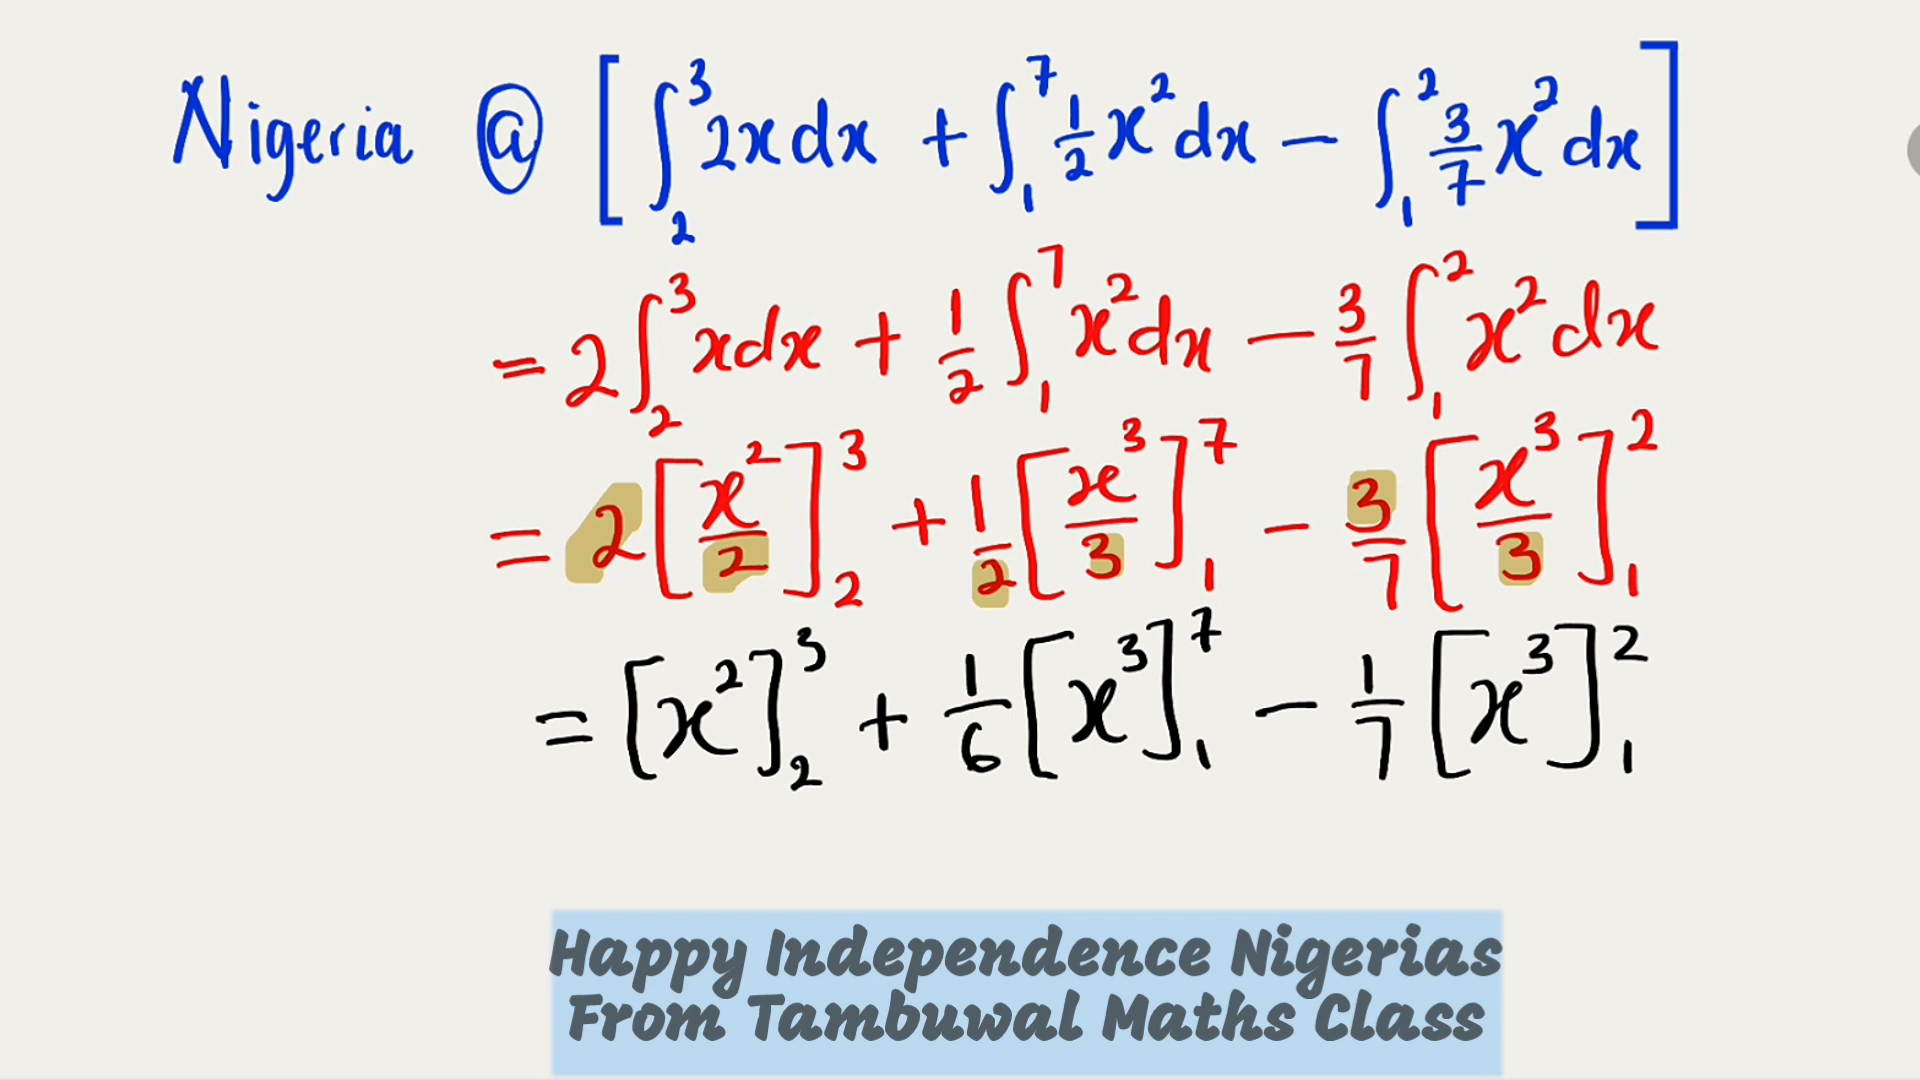 Nigeria @ [∫₂³ 2x dx + ∫₁⁷ ½ x² dx − ∫₁² 3/7 x² dx]
= 2∫₂³ x dx + ½ ∫₁⁷ x² dx − 3/7 ∫₁² x² dx
= 2[x²/2]₂³ + ½ [x³/3]₁⁷ − 3/7 [x³/3]₁²
= [x²]₂³ + 1/6 [x³]₁⁷ − 1/7 [x³]₁²
Happy Independence Nigerias
From Tambuwal Maths Class